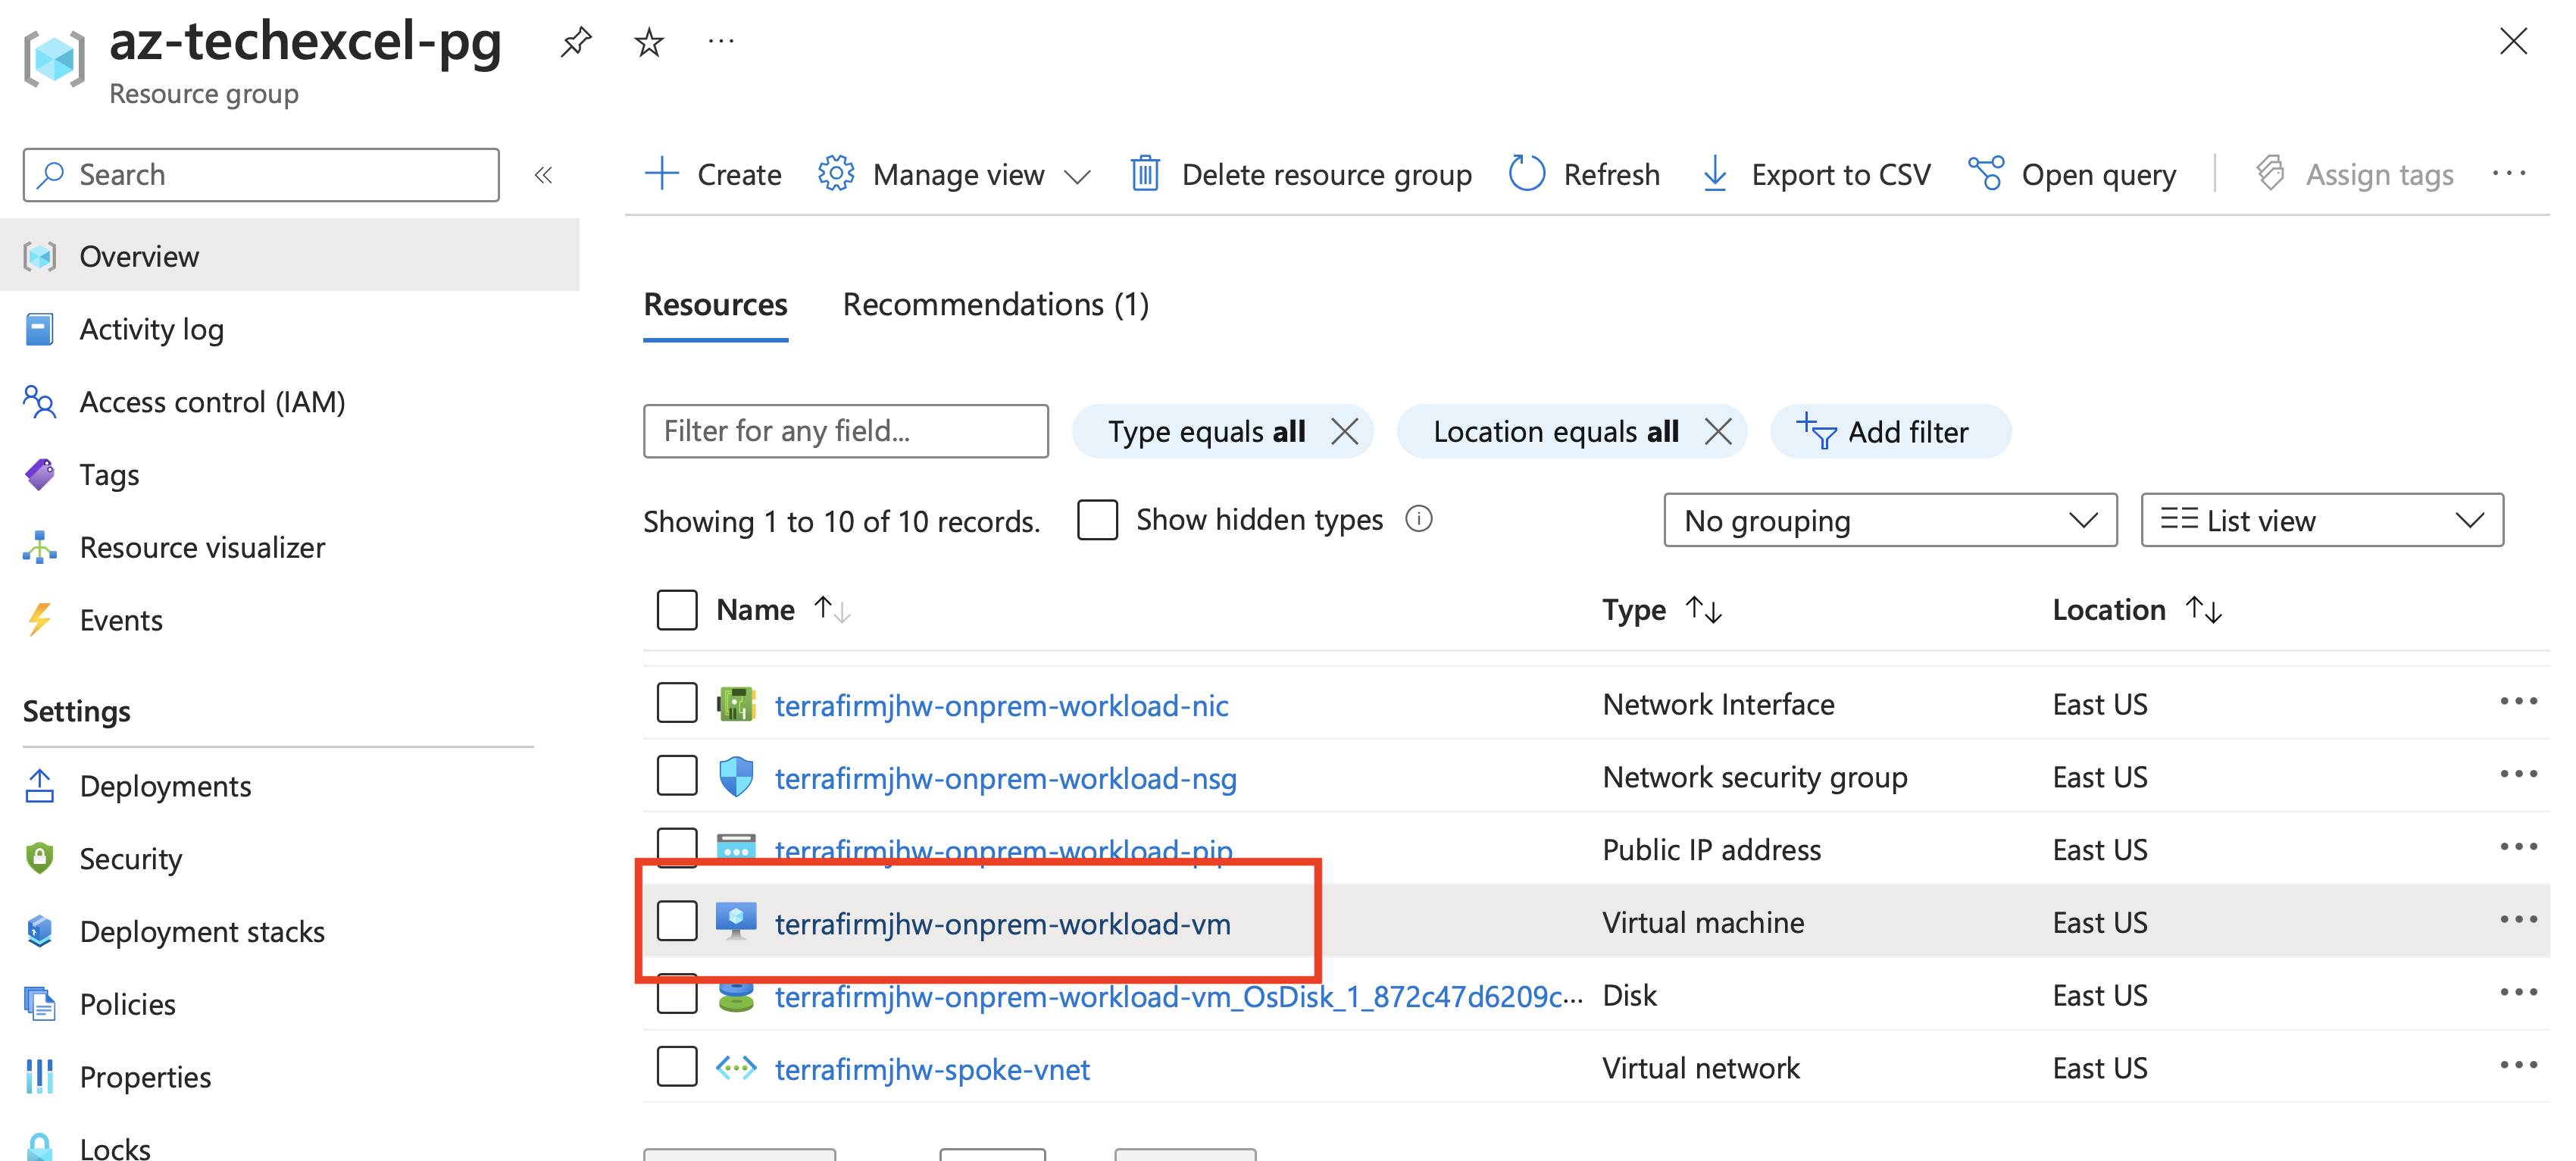 az-techexcel-pg
Resource group
Search
Create
Manage view
Delete resource group
Refresh
Export to CSV
Open query
Assign tags
Overview
Activity log
Access control (IAM)
Tags
Resource visualizer
Events
Settings
Deployments
Security
Deployment stacks
Policies
Properties
Locks
Resources
Recommendations (1)
Filter for any field...
Type equals all
Location equals all
Add filter
Showing 1 to 10 of 10 records.
Show hidden types
No grouping
List view
Name
Type
Location
terrafirmjhw-onprem-workload-nic
Network Interface
East US
terrafirmjhw-onprem-workload-nsg
Network security group
East US
terrafirmjhw-onprem-workload-pip
Public IP address
East US
terrafirmjhw-onprem-workload-vm
Virtual machine
East US
terrafirmjhw-onprem-workload-vm_OsDisk_1_872c47d6209c...
Disk
East US
terrafirmjhw-spoke-vnet
Virtual network
East US